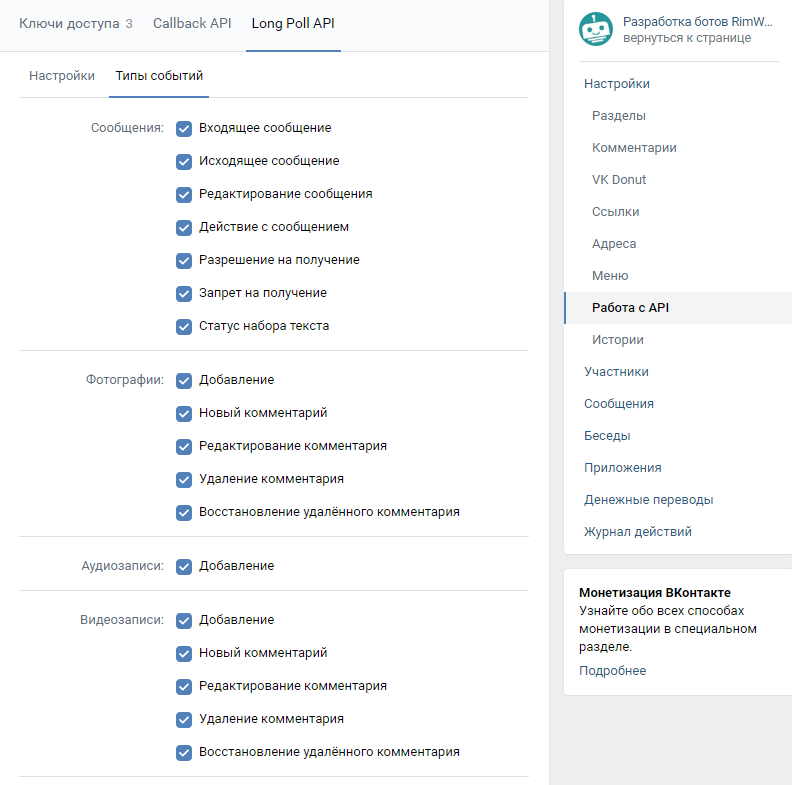 Ключи доступа 3 Callback API Long Poll API
Настройки Типы событий
Сообщения: Входящее сообщение
Исходящее сообщение
Редактирование сообщения
Действие с сообщением
Разрешение на получение
Запрет на получение
Статус набора текста
Фотографии: Добавление
Новый комментарий
Редактирование комментария
Удаление комментария
Восстановление удалённого комментария
Аудиозаписи: Добавление
Видеозаписи: Добавление
Новый комментарий
Редактирование комментария
Удаление комментария
Восстановление удалённого комментария
Разработка ботов RimW...
вернуться к странице
Настройки
Разделы
Комментарии
VK Donut
Ссылки
Адреса
Меню
Работа с API
Истории
Участники
Сообщения
Беседы
Приложения
Денежные переводы
Журнал действий
Монетизация ВКонтакте
Узнайте обо всех способах
монетизации в специальном
разделе.
Подробнее